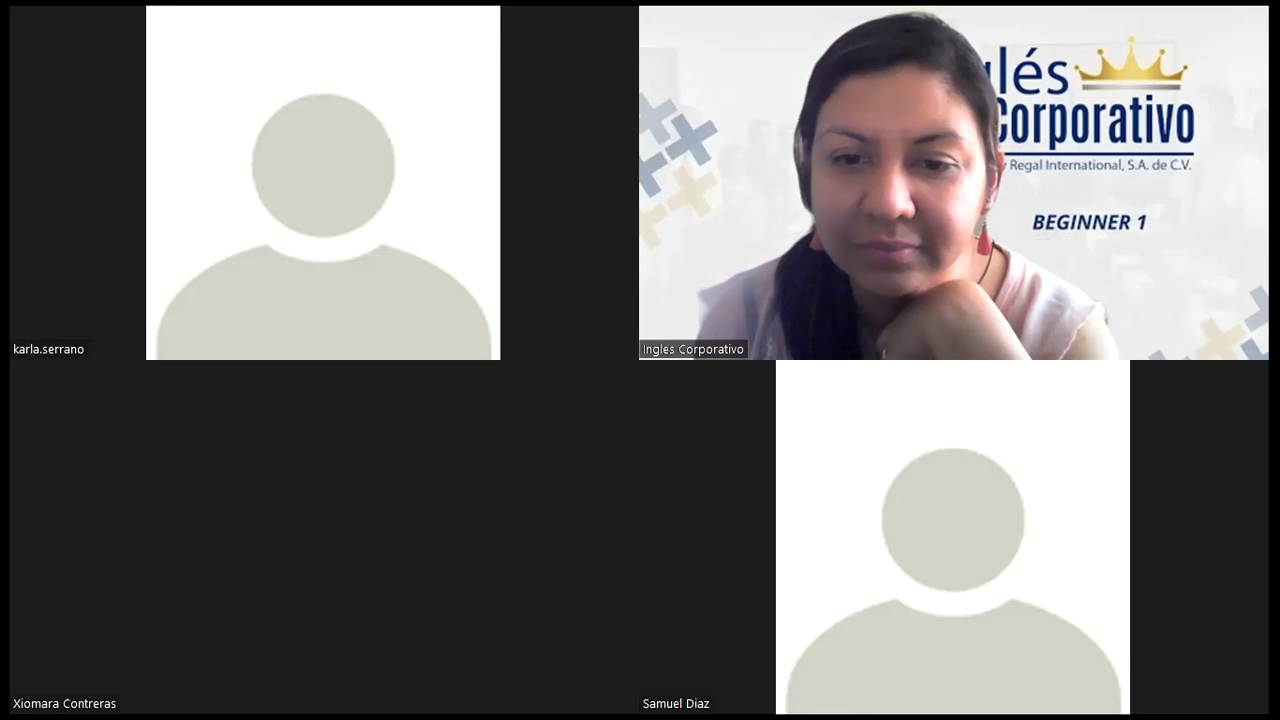 lés
Corporativo
y Regal International, S.A. de C.V.
BEGINNER 1
karla.serrano
Ingles Corporativo
Xiomara Contreras
Samuel Diaz